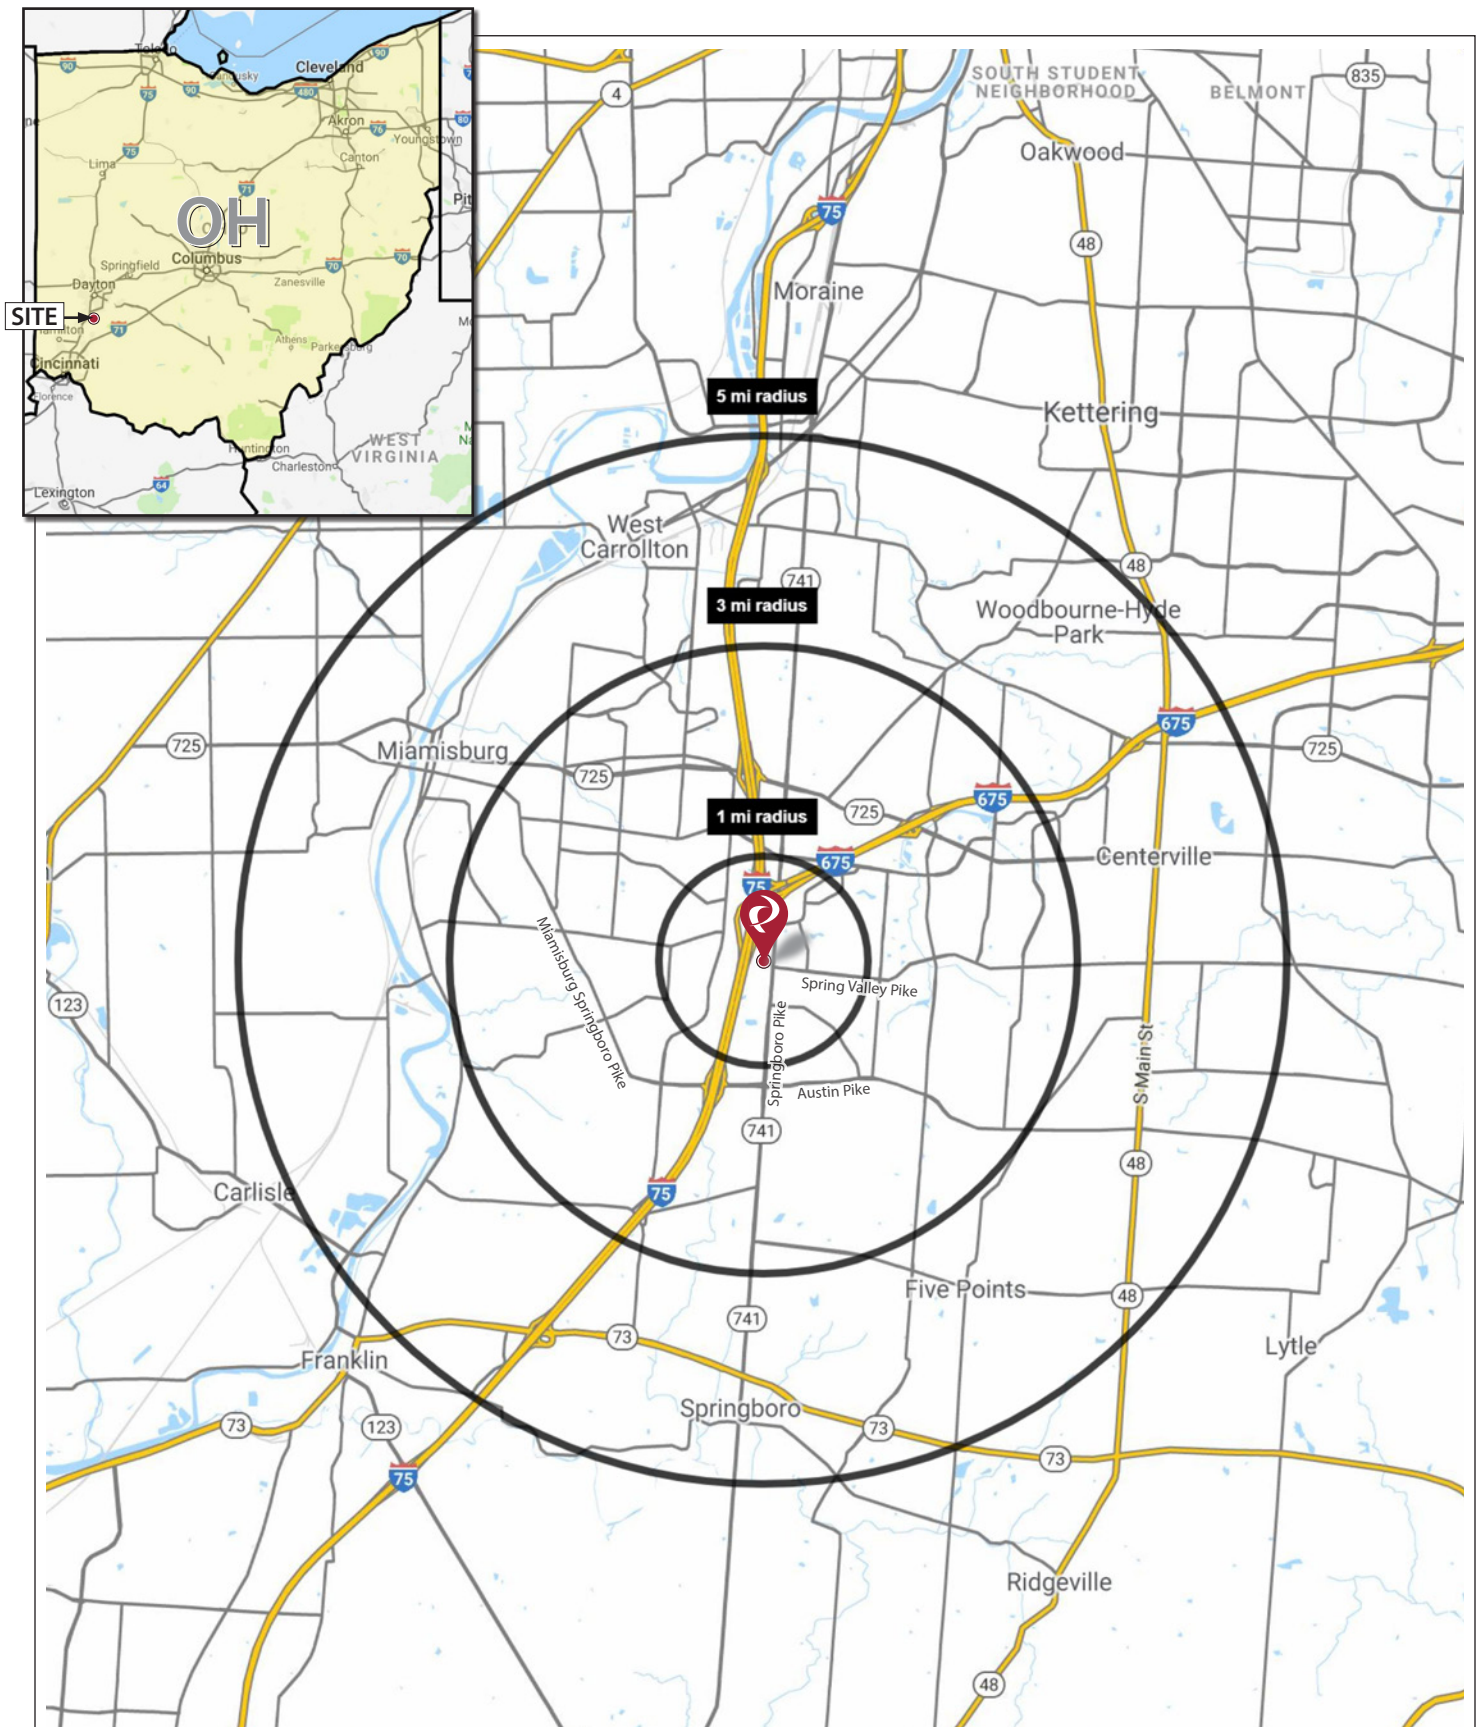 Toledo
90
90
Cleveland
Sandusky
480
75
90
Akron
76
80
Youngstown
Lima
75
Canton
71
Pit
OH
Columbus
Springfield
70
70
Dayton
Zanesville
SITE
Hamilton
71
Athens
Parkersburg
Cincinnati
Florence
WEST
VIRGINIA
Huntington
Charleston
Lexington
64
SOUTH STUDENT
NEIGHBORHOOD
BELMONT
835
4
Oakwood
75
48
Moraine
5 mi radius
Kettering
West
Carrollton
48
741
3 mi radius
Woodbourne-Hyde
Park
675
725
Miamisburg
725
725
675
1 mi radius
725
675
Centerville
75
Miamisburg Springboro Pike
Spring Valley Pike
123
Springboro Pike
S Main St
Austin Pike
741
48
Carlisle
75
Five Points
48
741
73
Lytle
Franklin
Springboro
73
123
73
73
75
Ridgeville
48